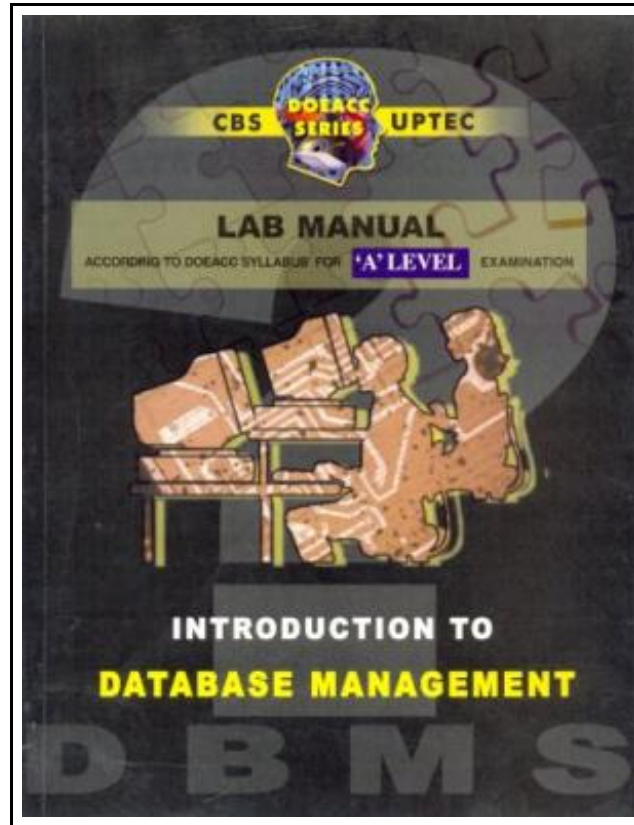 DOEACC
CBS SERIES UPTEC
LAB MANUAL
ACCORDING TO DOEACC SYLLABUS FOR 'A' LEVEL EXAMINATION
INTRODUCTION TO
DATABASE MANAGEMENT
DBMS